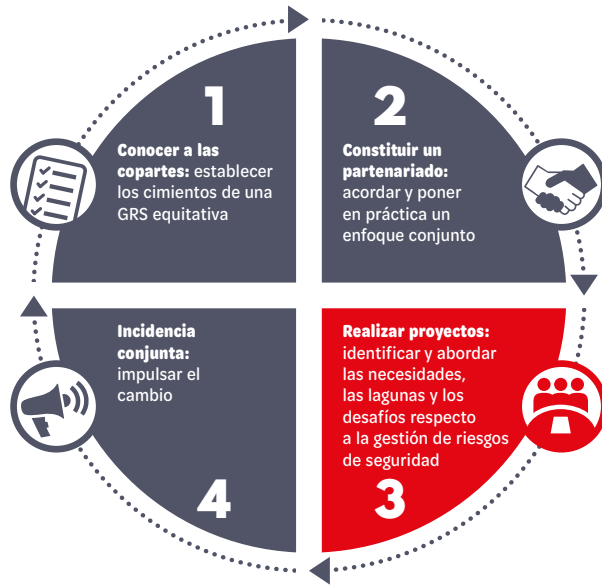 1
Conocer a las
copartes: establecer
los cimientos de una
GRS equitativa
2
Constituir un
partenariado:
acordar y poner
en práctica un
enfoque conjunto
Realizar proyectos:
identificar y abordar
las necesidades,
las lagunas y los
desafíos respecto
a la gestión de riesgos
de seguridad
3
Incidencia
conjunta:
impulsar el
cambio
4